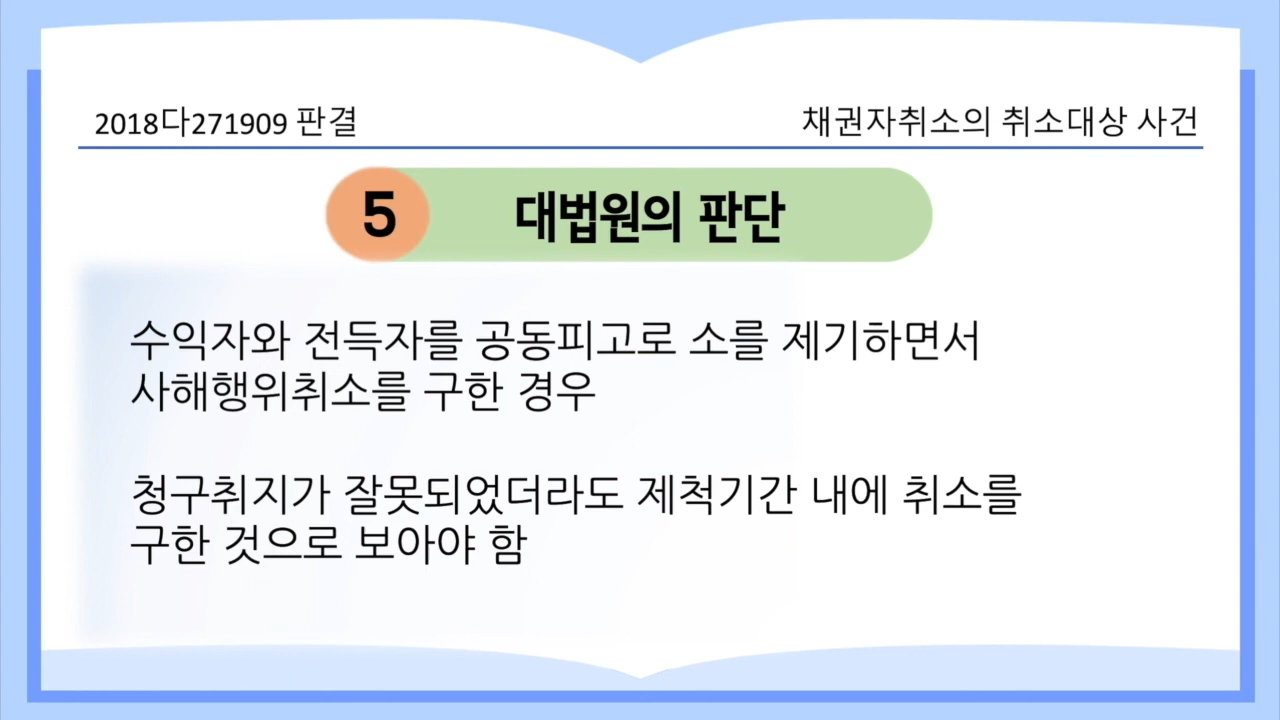 2018다271909 판결
채권자취소의 취소대상 사건
5
대법원의 판단
수익자와 전득자를 공동피고로 소를 제기하면서
사해행위취소를 구한 경우
청구취지가 잘못되었더라도 제척기간 내에 취소를
구한 것으로 보아야 함